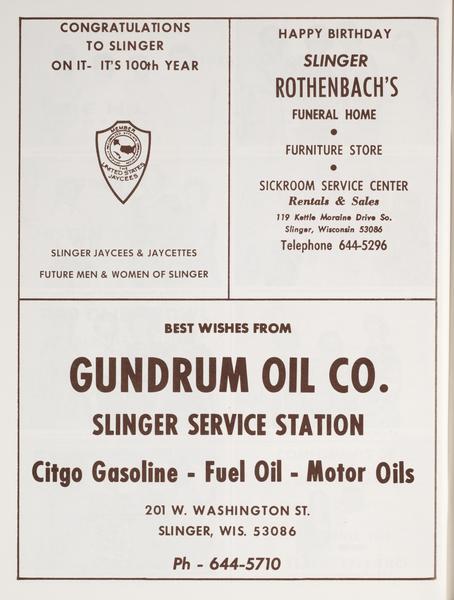 CONGRATULATIONS
TO SLINGER
ON IT- IT'S 100th YEAR
MEMBER
THE
UNITED STATES
JAYCEES
SLINGER JAYCEES & JAYCETTES
FUTURE MEN & WOMEN OF SLINGER
HAPPY BIRTHDAY
SLINGER
ROTHENBACH'S
FUNERAL HOME
•
FURNITURE STORE
•
SICKROOM SERVICE CENTER
Rentals & Sales
119 Kettle Moraine Drive So.
Slinger, Wisconsin 53086
Telephone 644-5296
BEST WISHES FROM
GUNDRUM OIL CO.
SLINGER SERVICE STATION
Citgo Gasoline - Fuel Oil - Motor Oils
201 W. WASHINGTON ST.
SLINGER, WIS. 53086
Ph - 644-5710